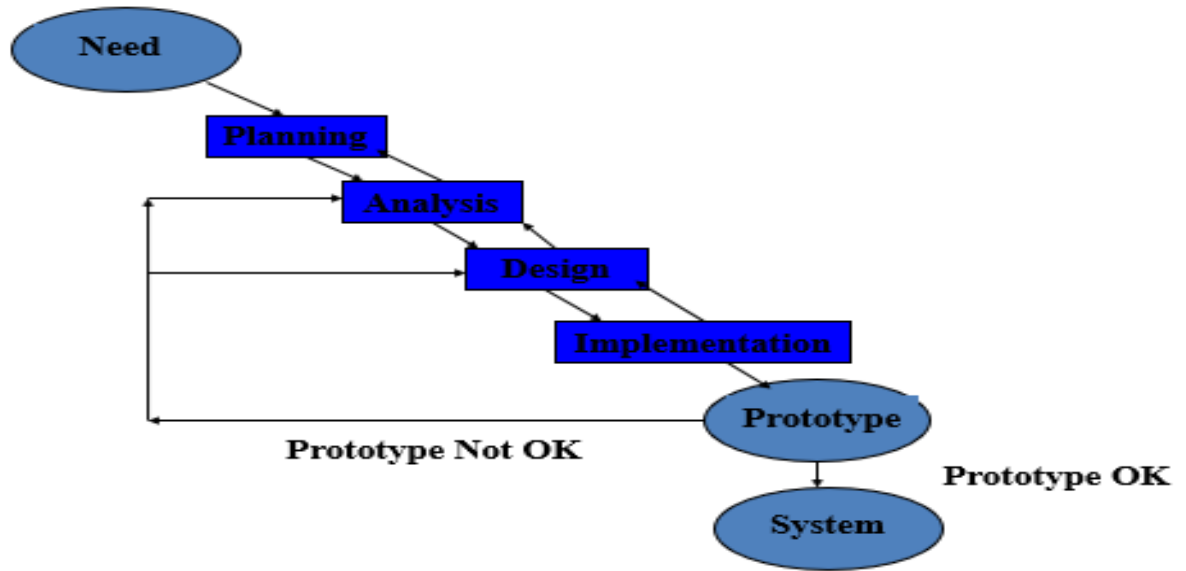 Need
Planning
Analysis
Design
Implementation
Prototype
Prototype Not OK
Prototype OK
System